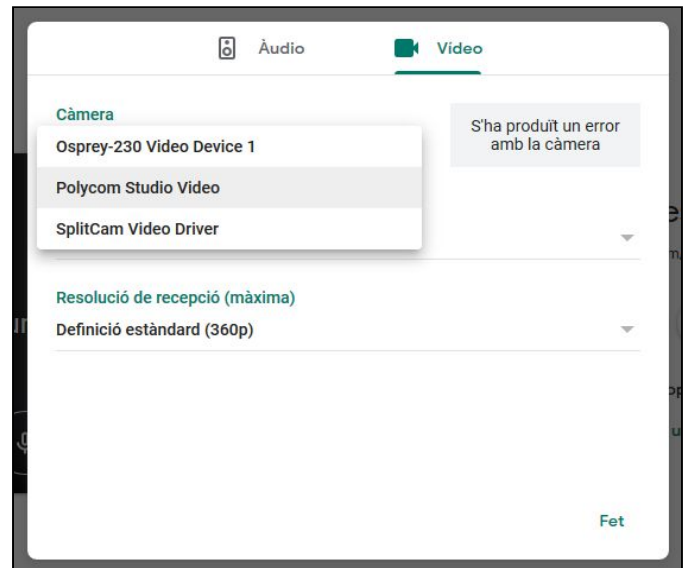 Àudio
Vídeo
Càmera
S'ha produït un error
amb la càmera
Osprey-230 Video Device 1
Polycom Studio Video
SplitCam Video Driver
Resolució de recepció (màxima)
Definició estàndard (360p)
Fet